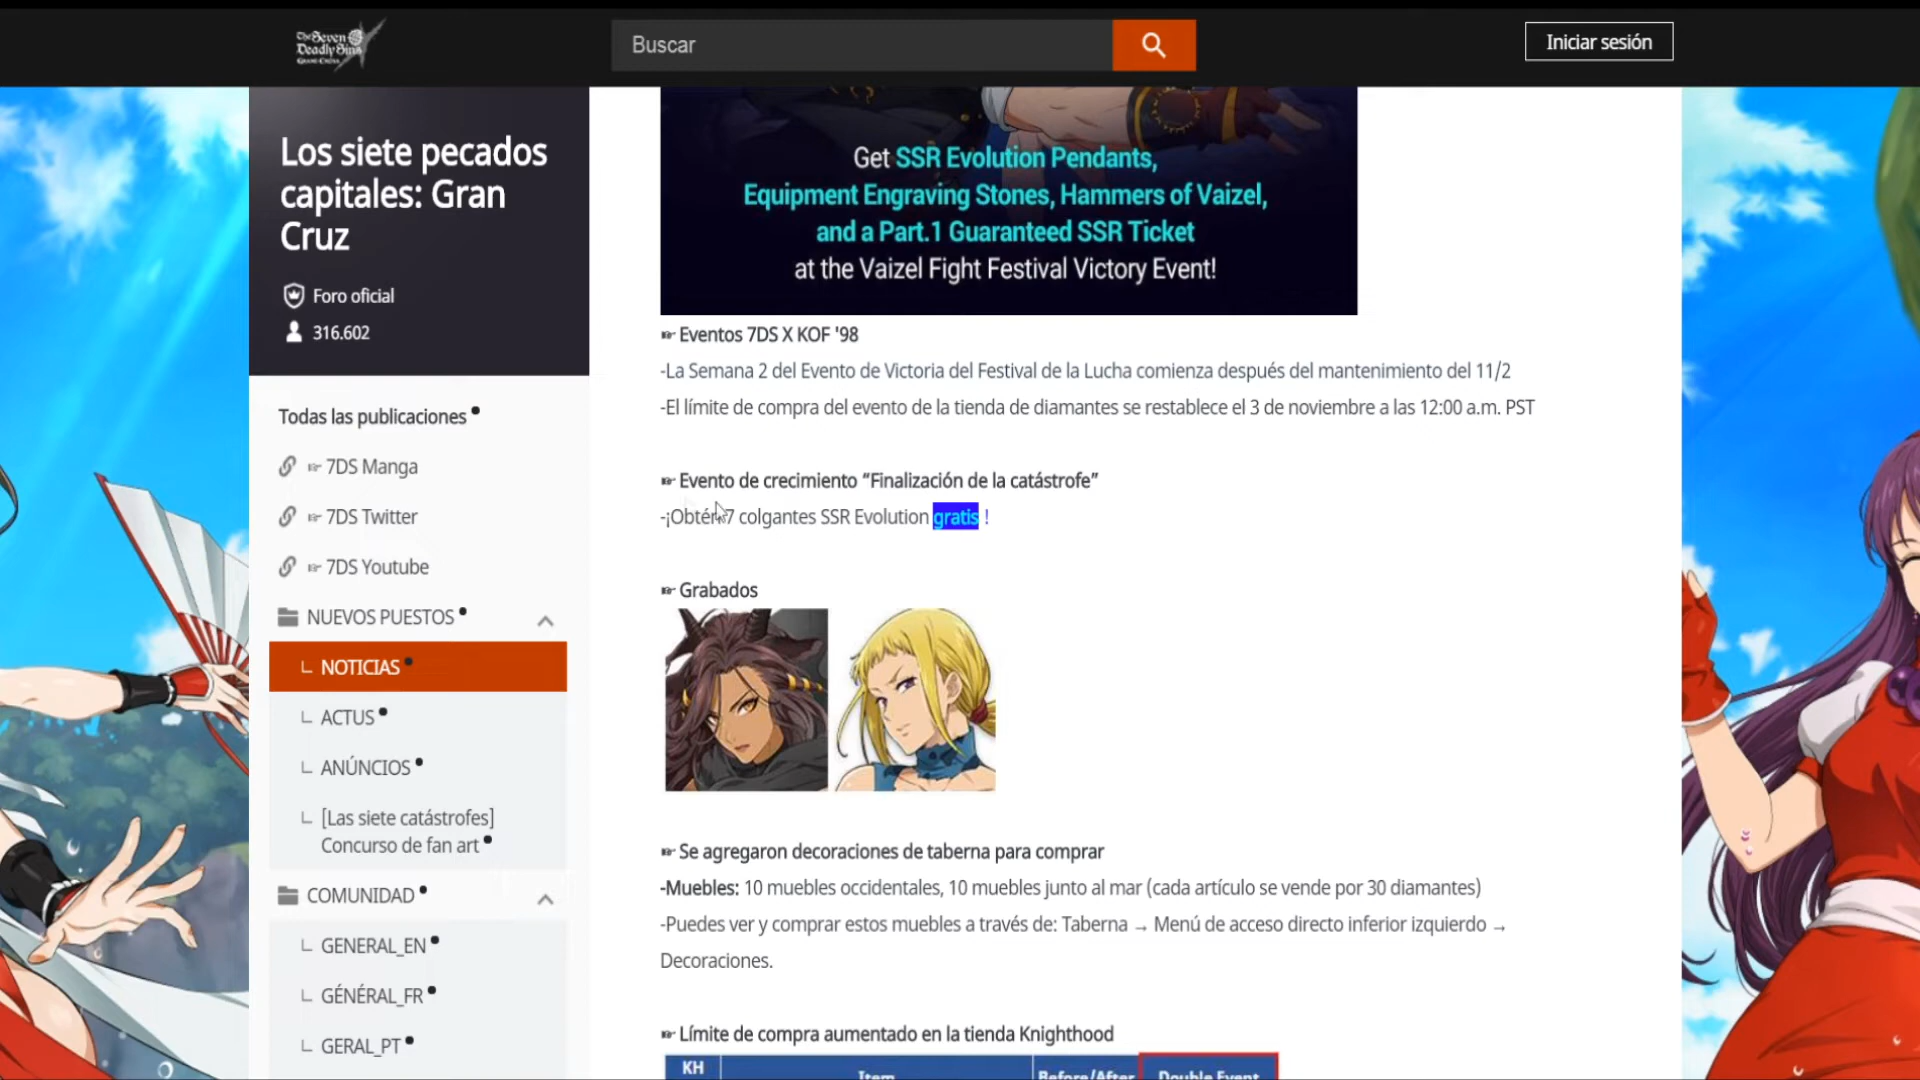 The Seven
Deadly Sins
GRAND CROSS
Buscar
Iniciar sesión
Los siete pecados
capitales: Gran
Cruz
Foro oficial
316.602
Todas las publicaciones
☞ 7DS Manga
☞ 7DS Twitter
☞ 7DS Youtube
NUEVOS PUESTOS
NOTICIAS
ACTUS
ANÚNCIOS
[Las siete catástrofes]
Concurso de fan art
COMUNIDAD
GENERAL_EN
GÉNÉRAL_FR
GERAL_PT
Get SSR Evolution Pendants,
Equipment Engraving Stones, Hammers of Vaizel,
and a Part.1 Guaranteed SSR Ticket
at the Vaizel Fight Festival Victory Event!
☞ Eventos 7DS X KOF '98
-La Semana 2 del Evento de Victoria del Festival de la Lucha comienza después del mantenimiento del 11/2
-El límite de compra del evento de la tienda de diamantes se restablece el 3 de noviembre a las 12:00 a.m. PST
☞ Evento de crecimiento “Finalización de la catástrofe”
-¡Obtén 7 colgantes SSR Evolution gratis !
☞ Grabados
☞ Se agregaron decoraciones de taberna para comprar
-Muebles: 10 muebles occidentales, 10 muebles junto al mar (cada artículo se vende por 30 diamantes)
-Puedes ver y comprar estos muebles a través de: Taberna → Menú de acceso directo inferior izquierdo →
Decoraciones.
☞ Límite de compra aumentado en la tienda Knighthood
KH Item Before/After Double Event